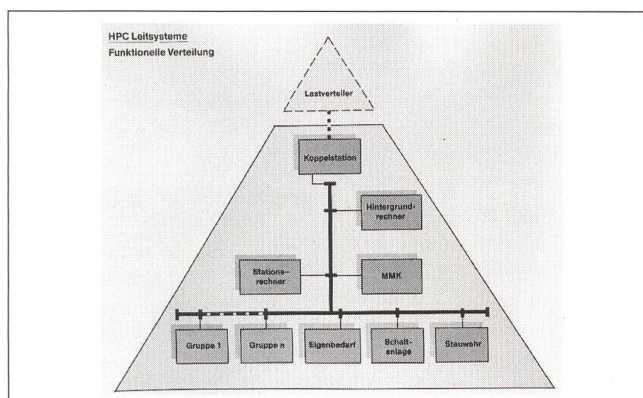 HPC Leitsysteme
Funktionelle Verteilung
Lastverteiler
Koppelstation
Hintergrund-
rechner
Stations-
rechner
MMK
Gruppe 1
Gruppe n
Eigenbedarf
Schalt-
anlage
Stauwehr